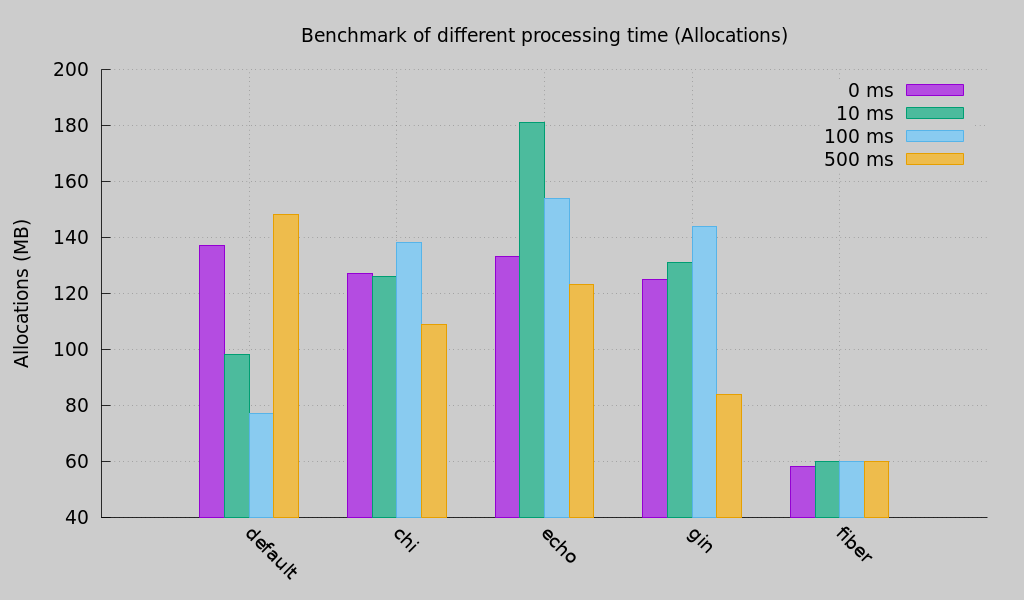 Benchmark of different processing time (Allocations)
200
180
160
140
120
100
80
60
40
Allocations (MB)
0 ms
10 ms
100 ms
500 ms
default
chi
echo
gin
fiber